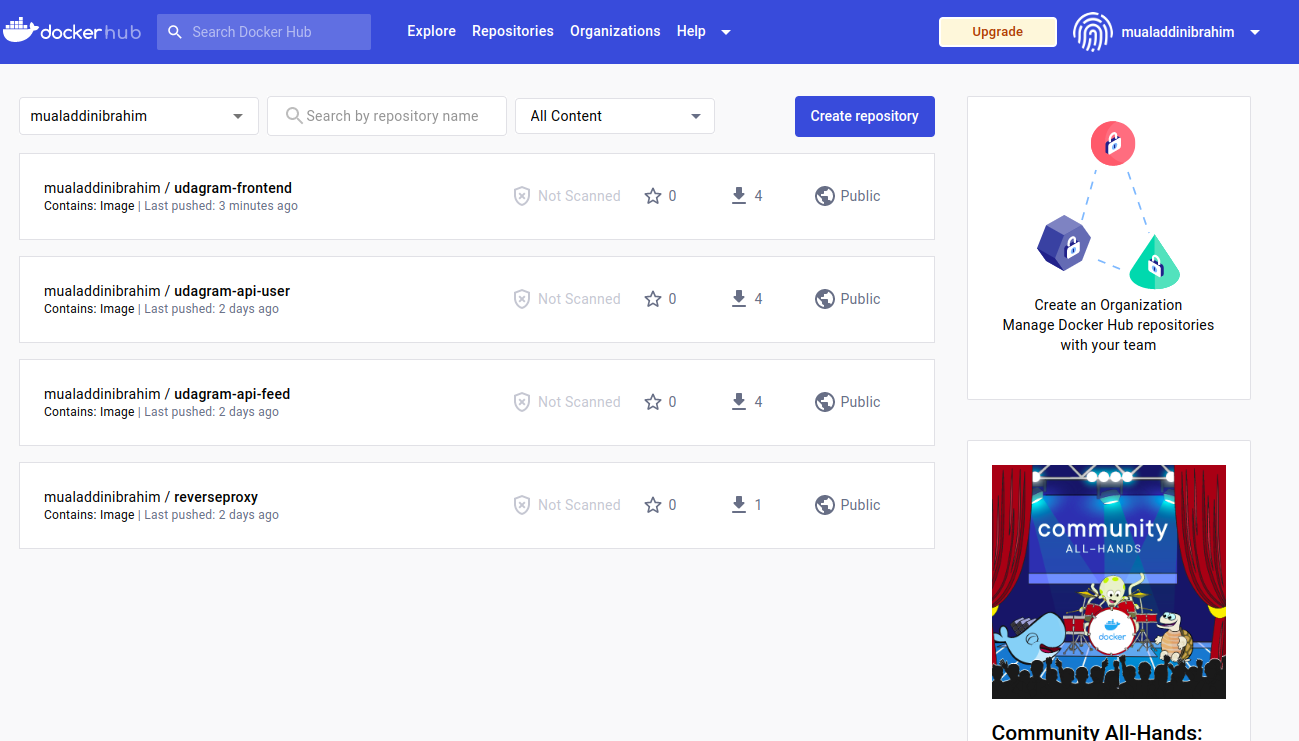 docker hub
Search Docker Hub
Explore Repositories Organizations Help
Upgrade
mualaddinibrahim
mualaddinibrahim
Search by repository name
All Content
Create repository
mualaddinibrahim / udagram-frontend
Contains: Image | Last pushed: 3 minutes ago
Not Scanned 0 4 Public
mualaddinibrahim / udagram-api-user
Contains: Image | Last pushed: 2 days ago
Not Scanned 0 4 Public
mualaddinibrahim / udagram-api-feed
Contains: Image | Last pushed: 2 days ago
Not Scanned 0 4 Public
mualaddinibrahim / reverseproxy
Contains: Image | Last pushed: 2 days ago
Not Scanned 0 1 Public
Create an Organization
Manage Docker Hub repositories
with your team
community
ALL-HANDS
docker
Community All-Hands: